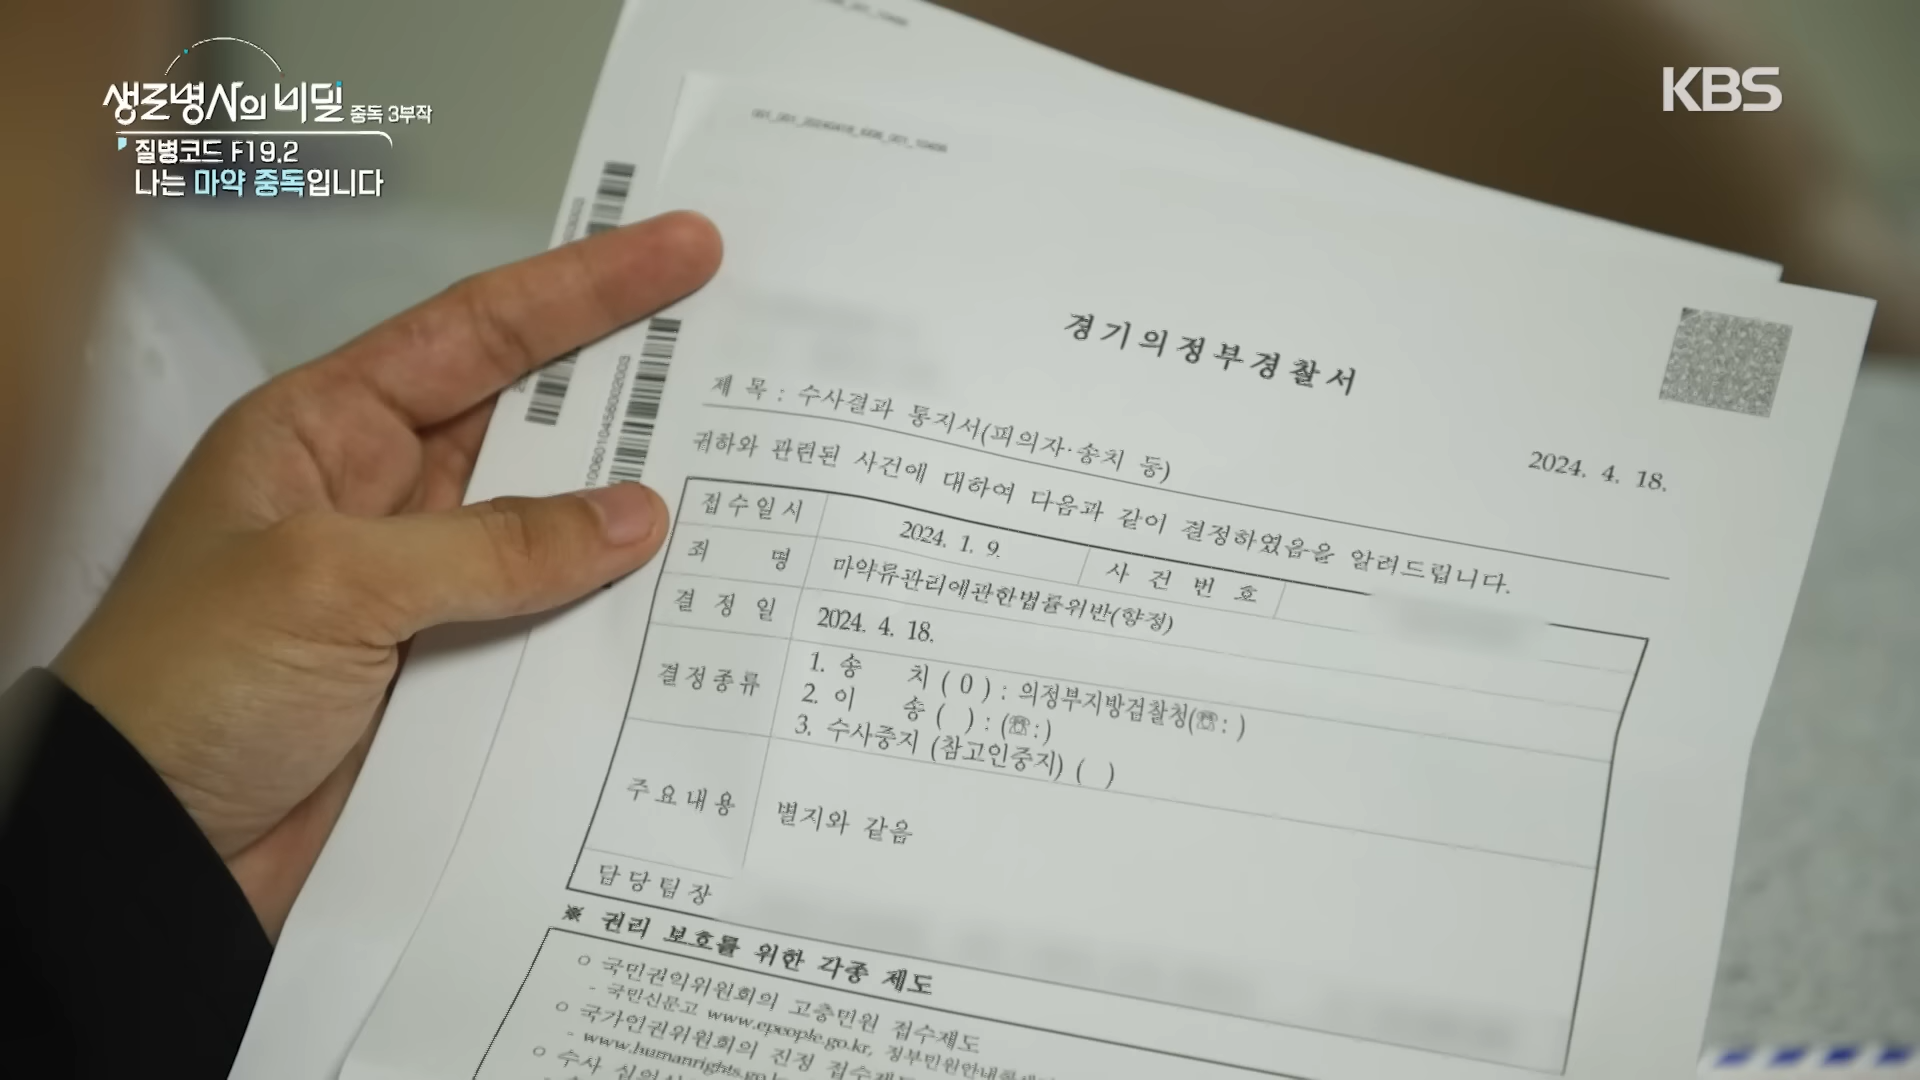 생로병사의 비밀 중독 3부작
질병코드 F19.2
나는 마약 중독입니다
KBS
경기의정부경찰서
제 목 : 수사결과 통지서(피의자·송치 등)
2024. 4. 18.
귀하와 관련된 사건에 대하여 다음과 같이 결정하였음을 알려드립니다.
접수일시 2024. 1. 9. 사 건 번 호
죄 명 마약류관리에관한법률위반(향정)
결 정 일 2024. 4. 18.
결정종류 1. 송 치 ( 0 ) : 의정부지방검찰청(☏: )
2. 이 송 ( ) : (☏:)
3. 수사중지 (참고인중지) ( )
주요내용 별지와 같음
담당팀장
※ 권리 보호를 위한 각종 제도
○ 국민권익위원회의 고충민원 접수제도
- 국민신문고 www.epeople.go.kr, 정부민원안내콜센
○ 국가인권위원회의 진정 접수제도
- www.humanrights.go.kr
○ 수사 심의